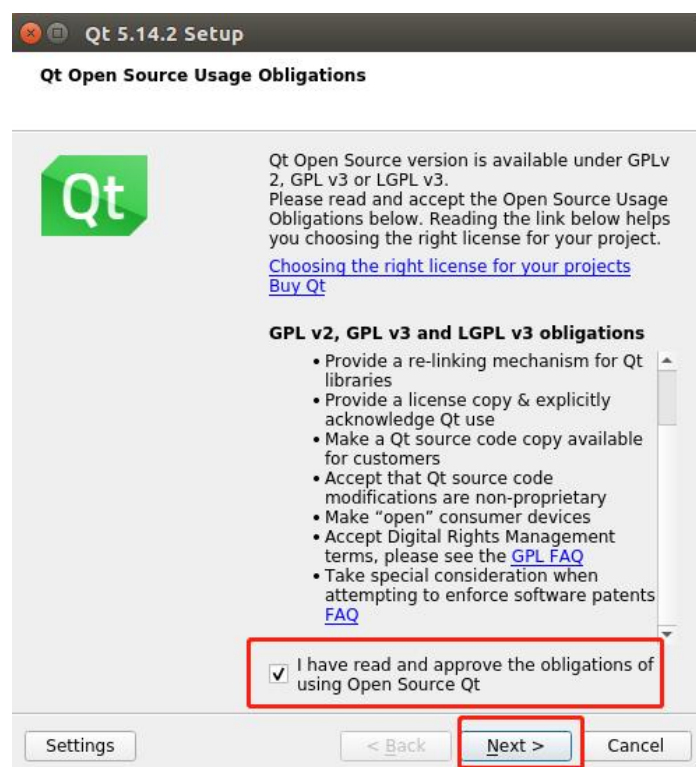 Qt 5.14.2 Setup
Qt Open Source Usage Obligations
Qt
Qt Open Source version is available under GPLv
2, GPL v3 or LGPL v3.
Please read and accept the Open Source Usage
Obligations below. Reading the link below helps
you choosing the right license for your project.
Choosing the right license for your projects
Buy Qt
GPL v2, GPL v3 and LGPL v3 obligations
• Provide a re-linking mechanism for Qt
libraries
• Provide a license copy & explicitly
acknowledge Qt use
• Make a Qt source code copy available
for customers
• Accept that Qt source code
modifications are non-proprietary
• Make “open” consumer devices
• Accept Digital Rights Management
terms, please see the GPL FAQ
• Take special consideration when
attempting to enforce software patents
FAQ
I have read and approve the obligations of
using Open Source Qt
Settings < Back Next > Cancel